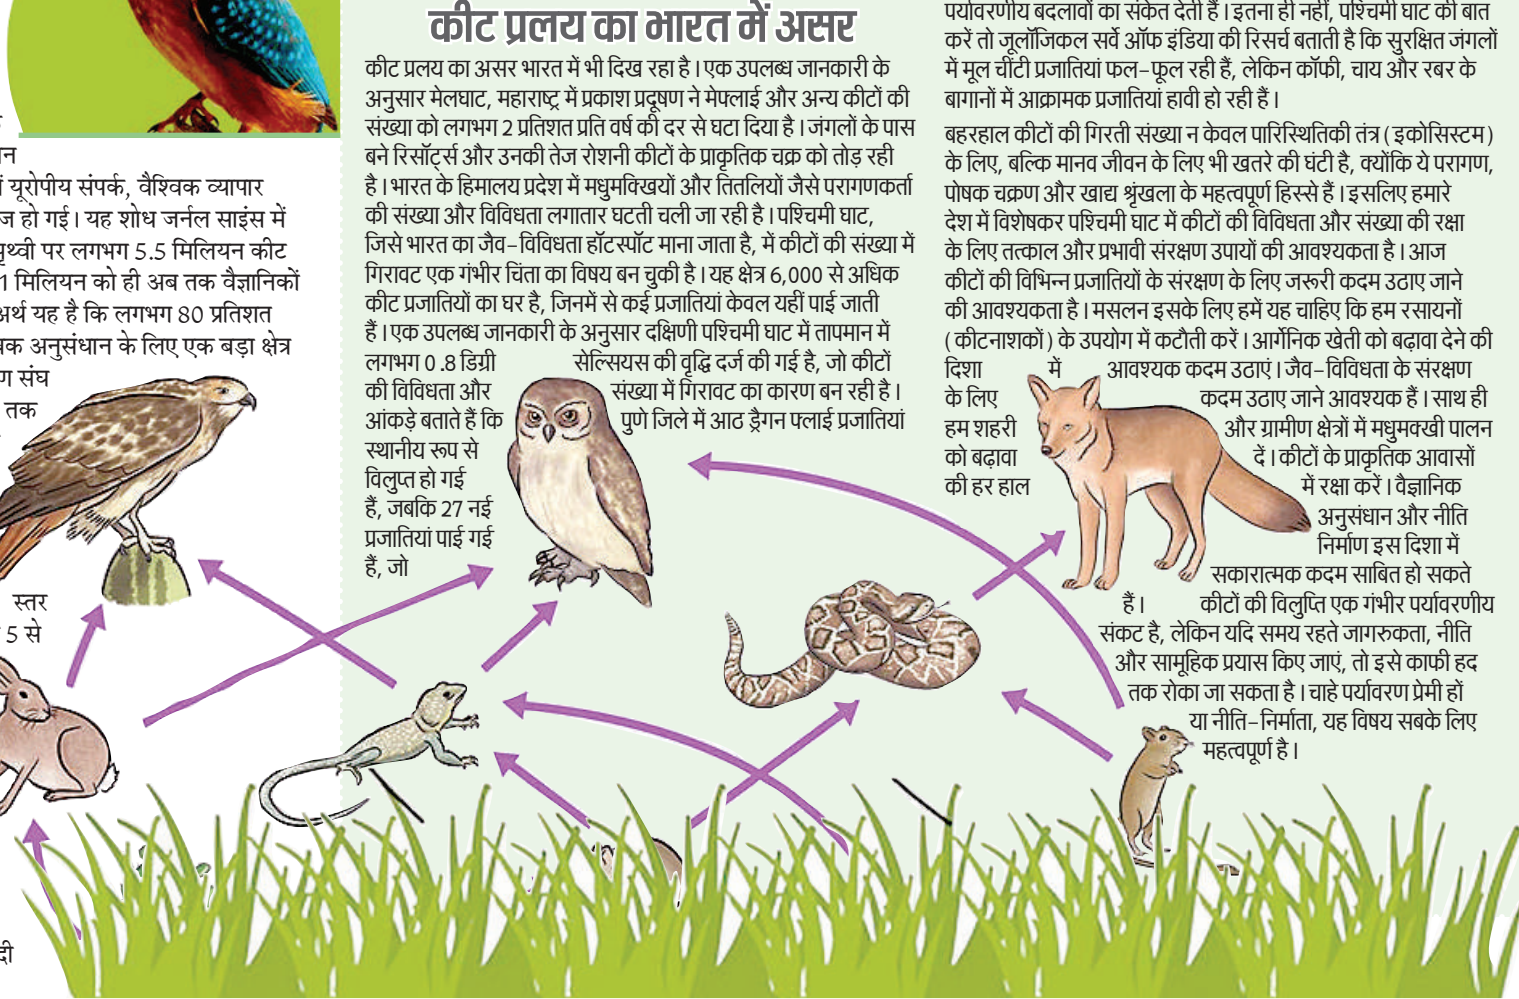 यूरोपीय संपर्क, वैश्विक व्यापार
ज हो गई। यह शोध जर्नल साइंस में
पृथ्वी पर लगभग 5.5 मिलियन कीट
1 मिलियन को ही अब तक वैज्ञानिकों
अर्थ यह है कि लगभग 80 प्रतिशत
अनुसंधान के लिए एक बड़ा क्षेत्र
संघ
तक
स्तर
5 से
कीट प्रलय का भारत में असर
कीट प्रलय का असर भारत में भी दिख रहा है। एक उपलब्ध जानकारी के
अनुसार मेलघाट, महाराष्ट्र में प्रकाश प्रदूषण ने मेफ्लाई और अन्य कीटों की
संख्या को लगभग 2 प्रतिशत प्रति वर्ष की दर से घटा दिया है। जंगलों के पास
बने रिसॉर्ट्स और उनकी तेज रोशनी कीटों के प्राकृतिक चक्र को तोड़ रही
है। भारत के हिमालय प्रदेश में मधुमक्खियों और तितलियों जैसे परागणकर्ता
की संख्या और विविधता लगातार घटती चली जा रही है। पश्चिमी घाट,
जिसे भारत का जैव-विविधता हॉटस्पॉट माना जाता है, में कीटों की संख्या में
गिरावट एक गंभीर चिंता का विषय बन चुकी है। यह क्षेत्र 6,000 से अधिक
कीट प्रजातियों का घर है, जिनमें से कई प्रजातियां केवल यहीं पाई जाती
हैं। एक उपलब्ध जानकारी के अनुसार दक्षिणी पश्चिमी घाट में तापमान में
लगभग 0.8 डिग्री सेल्सियस की वृद्धि दर्ज की गई है, जो कीटों
की विविधता और संख्या में गिरावट का कारण बन रही है।
आंकड़े बताते हैं कि पुणे जिले में आठ ड्रैगन फ्लाई प्रजातियां
स्थानीय रूप से
विलुप्त हो गई
हैं, जबकि 27 नई
प्रजातियां पाई गई
हैं, जो
पर्यावरणीय बदलावों का संकेत देती हैं। इतना ही नहीं, पश्चिमी घाट की बात
करें तो जूलॉजिकल सर्वे ऑफ इंडिया की रिसर्च बताती है कि सुरक्षित जंगलों
में मूल चींटी प्रजातियां फल-फूल रही हैं, लेकिन कॉफी, चाय और रबर के
बागानों में आक्रामक प्रजातियां हावी हो रही हैं।
बहरहाल कीटों की गिरती संख्या न केवल पारिस्थितिकी तंत्र (इकोसिस्टम)
के लिए, बल्कि मानव जीवन के लिए भी खतरे की घंटी है, क्योंकि ये परागण,
पोषक चक्रण और खाद्य श्रृंखला के महत्वपूर्ण हिस्से हैं। इसलिए हमारे
देश में विशेषकर पश्चिमी घाट में कीटों की विविधता और संख्या की रक्षा
के लिए तत्काल और प्रभावी संरक्षण उपायों की आवश्यकता है। आज
कीटों की विभिन्न प्रजातियों के संरक्षण के लिए जरूरी कदम उठाए जाने
की आवश्यकता है। मसलन इसके लिए हमें यह चाहिए कि हम रसायनों
(कीटनाशकों) के उपयोग में कटौती करें। आर्गेनिक खेती को बढ़ावा देने की
दिशा में आवश्यक कदम उठाएं। जैव-विविधता के संरक्षण
के लिए कदम उठाए जाने आवश्यक हैं। साथ ही
हम शहरी और ग्रामीण क्षेत्रों में मधुमक्खी पालन
को बढ़ावा दें। कीटों के प्राकृतिक आवासों
की हर हाल में रक्षा करें। वैज्ञानिक
अनुसंधान और नीति
निर्माण इस दिशा में
सकारात्मक कदम साबित हो सकते
हैं। कीटों की विलुप्ति एक गंभीर पर्यावरणीय
संकट है, लेकिन यदि समय रहते जागरुकता, नीति
और सामूहिक प्रयास किए जाएं, तो इसे काफी हद
तक रोका जा सकता है। चाहे पर्यावरण प्रेमी हों
या नीति-निर्माता, यह विषय सबके लिए
महत्वपूर्ण है।